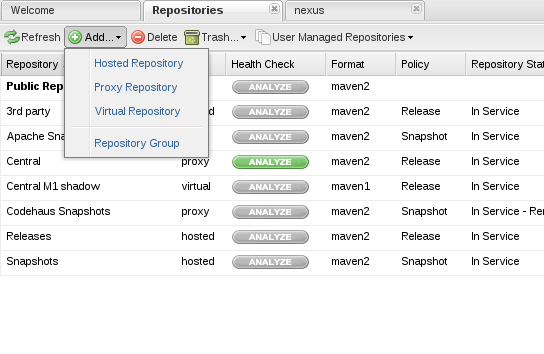 Welcome Repositories nexus
Refresh Add... Delete Trash... User Managed Repositories
Repository Health Check Format Policy Repository Stat
Hosted Repository
Proxy Repository
Virtual Repository
Repository Group
Public Rep ANALYZE maven2
3rd party d ANALYZE maven2 Release In Service
Apache Sna ANALYZE maven2 Snapshot In Service
Central proxy ANALYZE maven2 Release In Service
Central M1 shadow virtual ANALYZE maven1 Release In Service
Codehaus Snapshots proxy ANALYZE maven2 Snapshot In Service - Re
Releases hosted ANALYZE maven2 Release In Service
Snapshots hosted ANALYZE maven2 Snapshot In Service